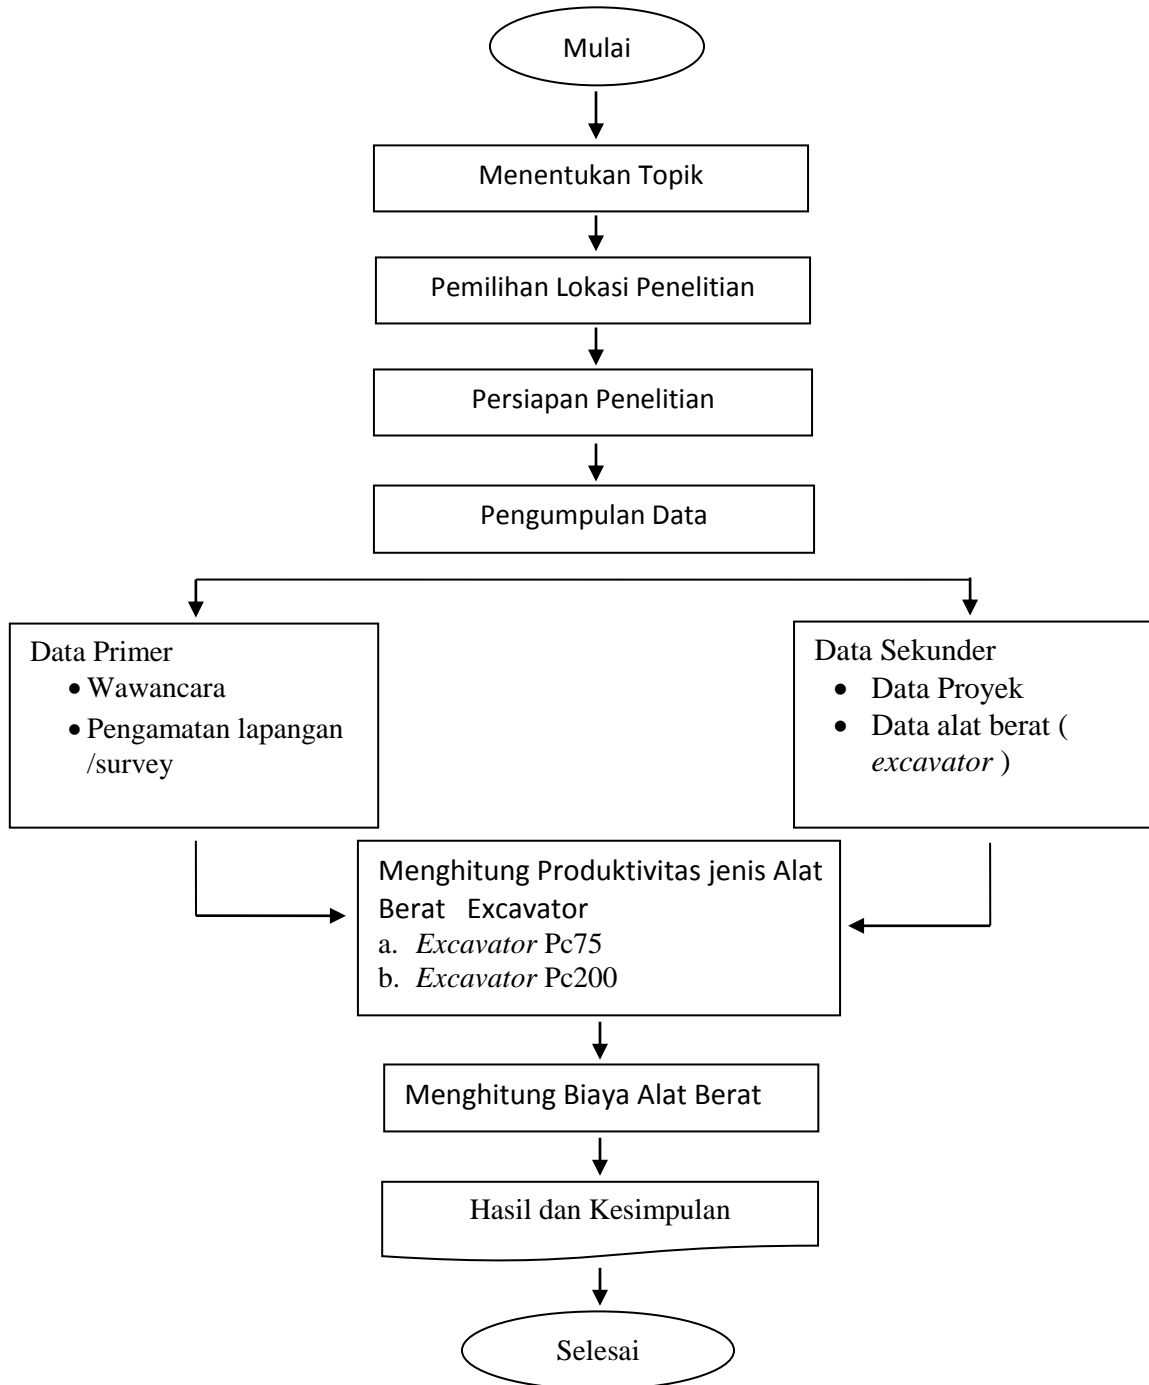 Mulai
Menentukan Topik
Pemilihan Lokasi Penelitian
Persiapan Penelitian
Pengumpulan Data
Data Primer
• Wawancara
• Pengamatan lapangan
/survey
Data Sekunder
• Data Proyek
• Data alat berat (
excavator )
Menghitung Produktivitas jenis Alat
Berat Excavator
a. Excavator Pc75
b. Excavator Pc200
Menghitung Biaya Alat Berat
Hasil dan Kesimpulan
Selesai